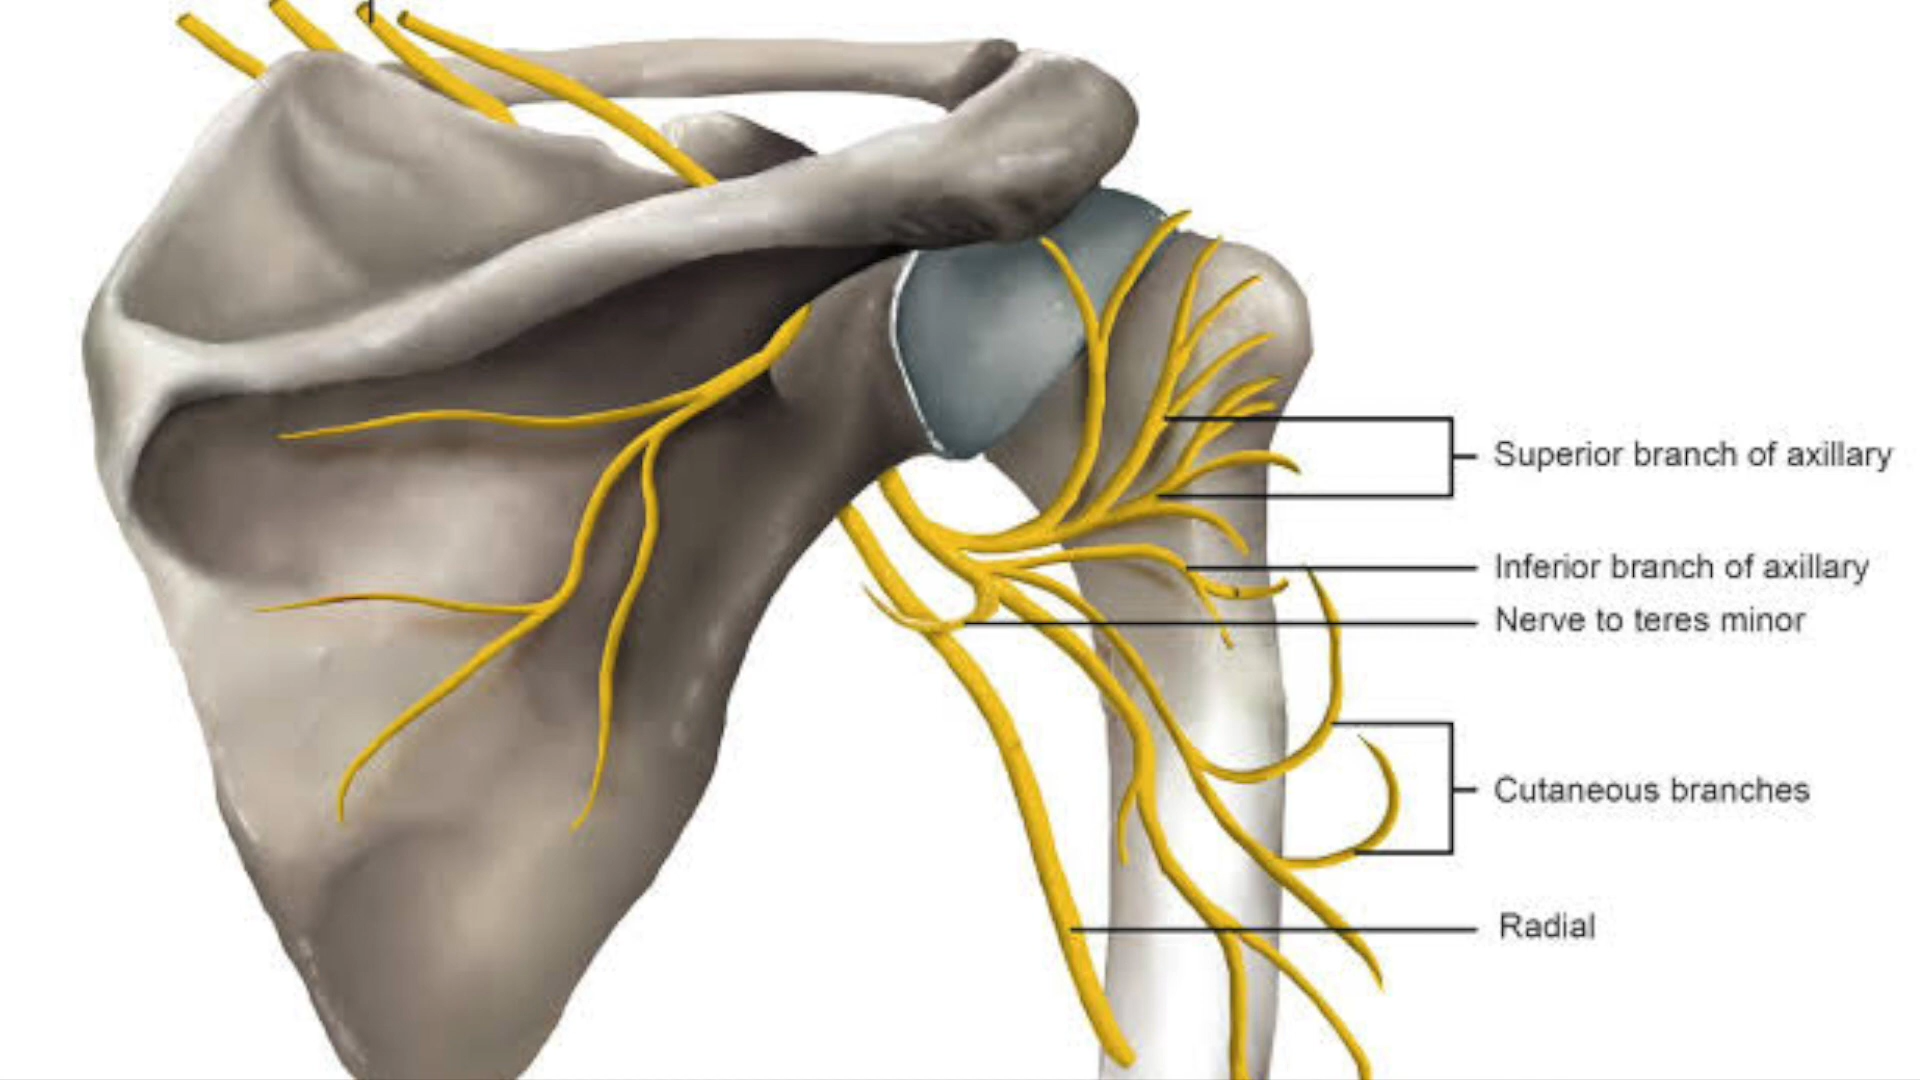 Superior branch of axillary
Inferior branch of axillary
Nerve to teres minor
Cutaneous branches
Radial